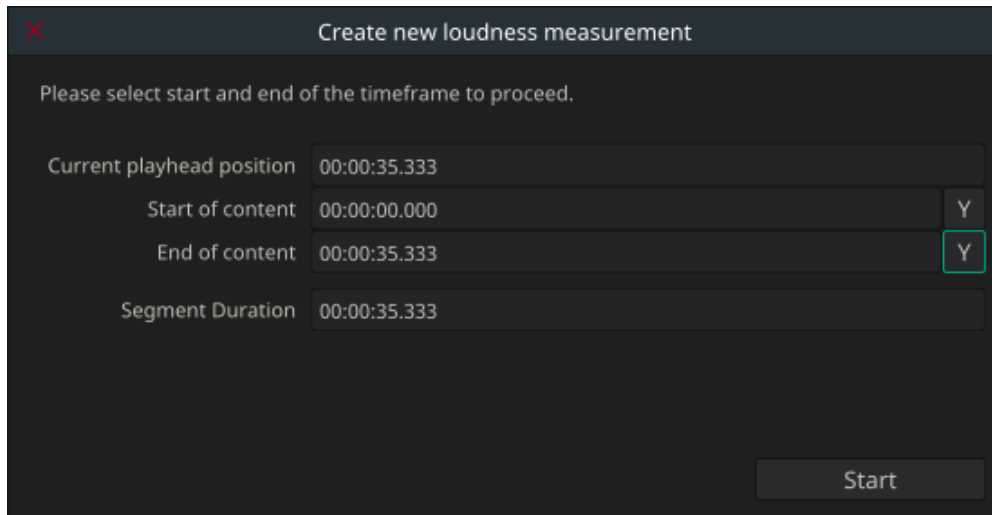 Create new loudness measurement
Please select start and end of the timeframe to proceed.
Current playhead position 00:00:35.333
Start of content 00:00:00.000 Y
End of content 00:00:35.333 Y
Segment Duration 00:00:35.333
Start